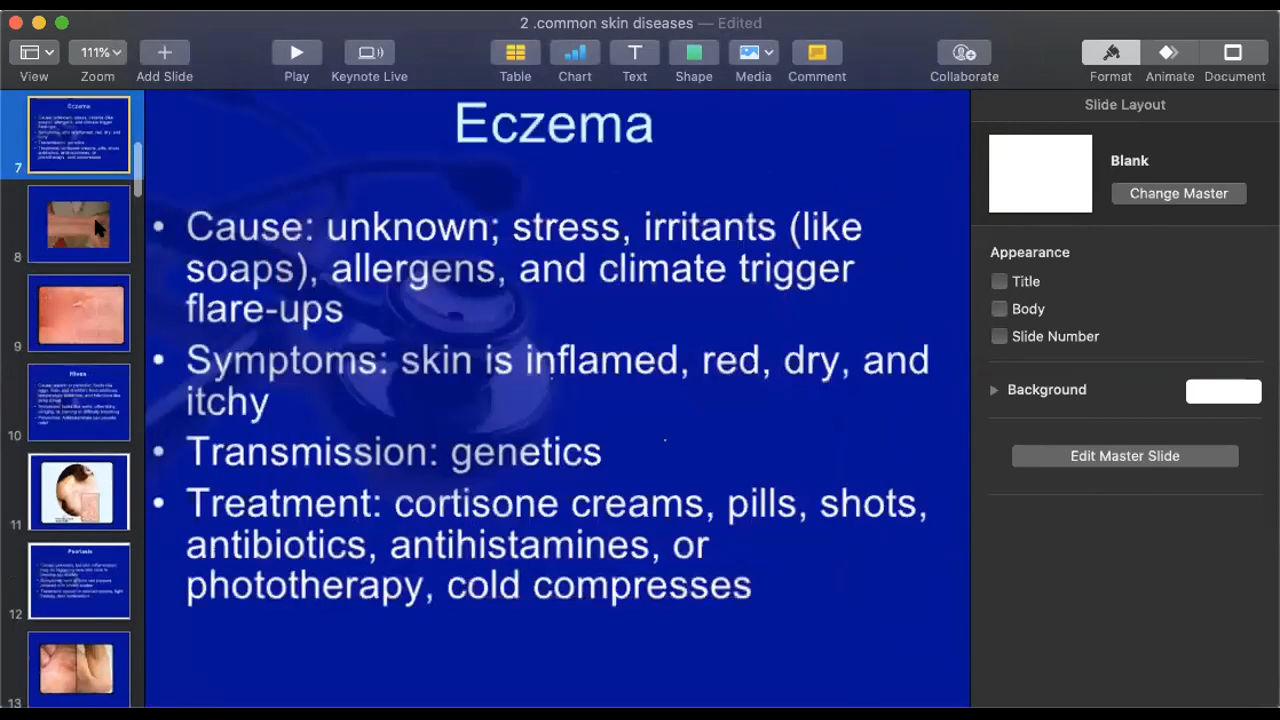 2 .common skin diseases — Edited
View
111%
Zoom
Add Slide
Play
Keynote Live
Table
Chart
Text
Shape
Media
Comment
Collaborate
Format
Animate
Document
7
8
9
10
11
12
13
Eczema
Hives
Psoriasis
Eczema
• Cause: unknown; stress, irritants (like
soaps), allergens, and climate trigger
flare-ups
• Symptoms: skin is inflamed, red, dry, and
itchy
• Transmission: genetics
• Treatment: cortisone creams, pills, shots,
antibiotics, antihistamines, or
phototherapy, cold compresses
Slide Layout
Blank
Change Master
Appearance
Title
Body
Slide Number
Background
Edit Master Slide